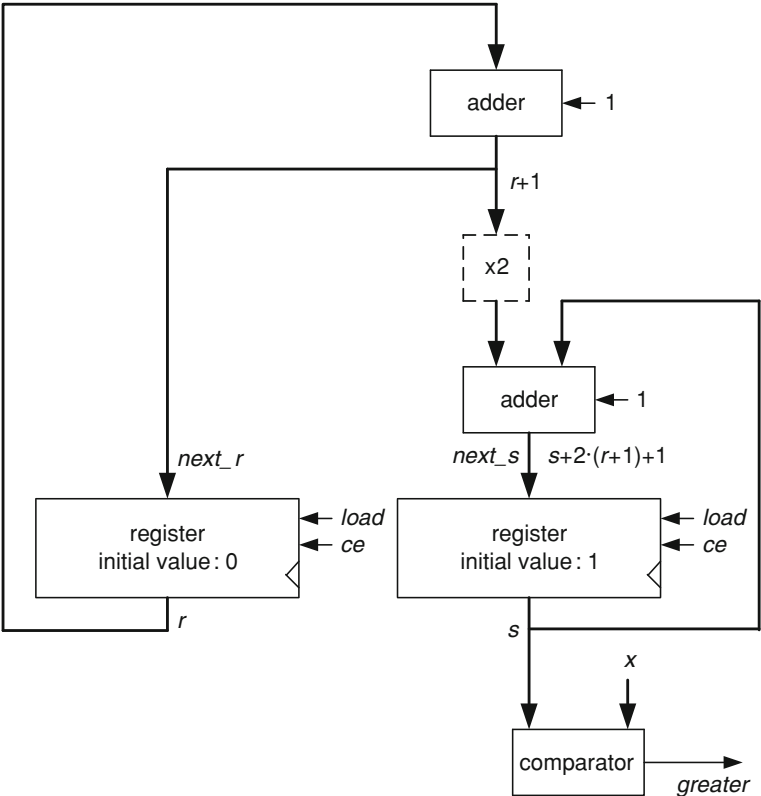 adder
1
r+1
x2
adder
1
next_r
next_s
s+2·(r+1)+1
register
initial value: 0
load
ce
register
initial value: 1
load
ce
r
s
x
comparator
greater